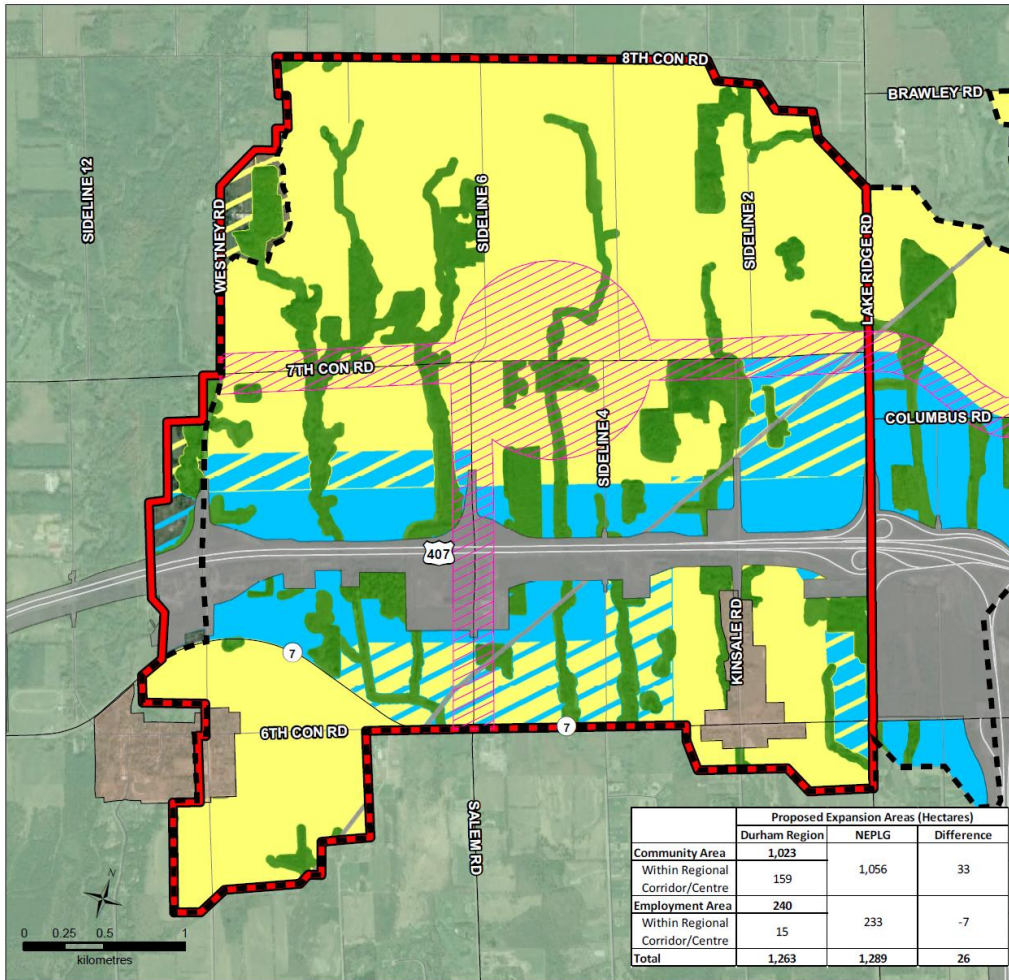 8TH CON RD
BRAWLEY RD
SIDELINE 12
SIDELINE 6
SIDELINE 2
WESTNEY RD
LAKE RIDGE RD
7TH CON RD
COLUMBUS RD
SIDELINE 4
407
KINSALE RD
7
6TH CON RD
7
SALEM RD
N
0 0.25 0.5 1
kilometres
Proposed Expansion Areas (Hectares)
Durham Region NEPLG Difference
Community Area 1,023
1,056 33
Within Regional
Corridor/Centre
159
Employment Area 240
233 -7
Within Regional
Corridor/Centre
15
Total 1,263 1,289 26